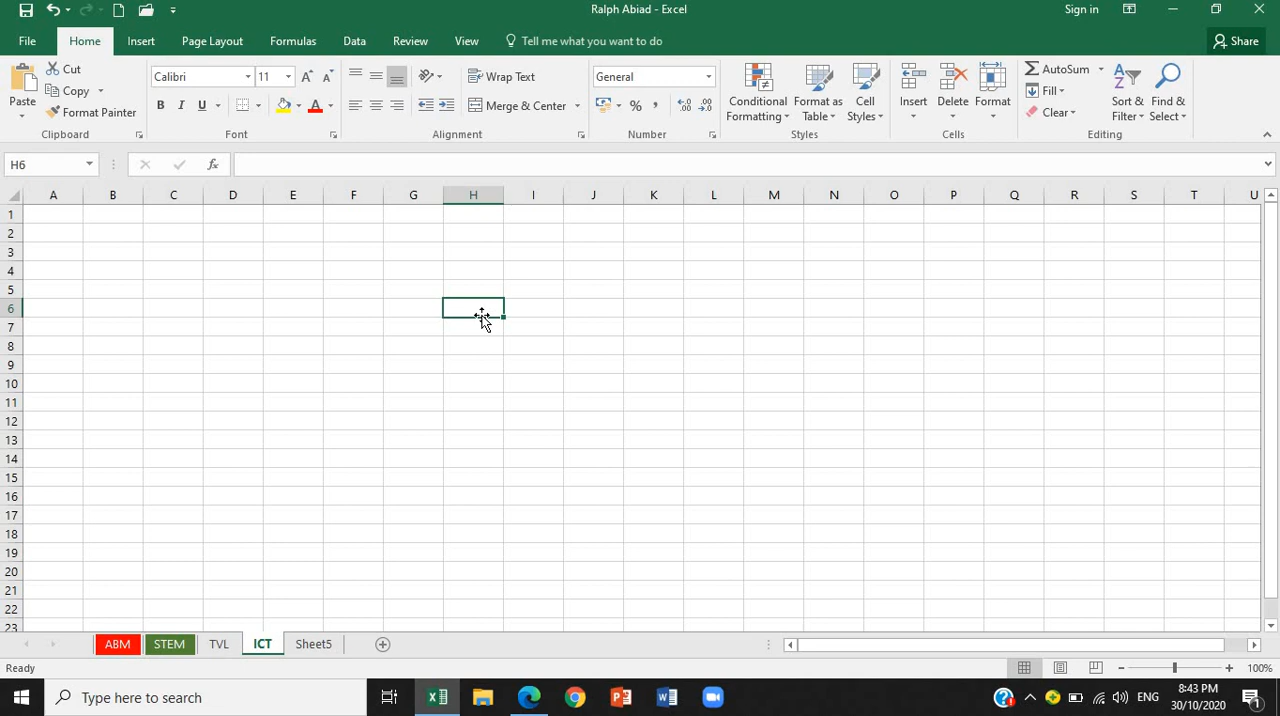 Ralph Abiad - Excel
Sign in
File Home Insert Page Layout Formulas Data Review View Tell me what you want to do Share
Paste
Cut
Copy
Format Painter
Clipboard
Calibri 11
B I U
Font
Wrap Text
Merge & Center
Alignment
General
%
Number
Conditional Formatting
Format as Table
Cell Styles
Styles
Insert Delete Format
Cells
AutoSum
Fill
Clear
Sort & Filter
Find & Select
Editing
H6 fx
A B C D E F G H I J K L M N O P Q R S T U
1
2
3
4
5
6
7
8
9
10
11
12
13
14
15
16
17
18
19
20
21
22
23
ABM STEM TVL ICT Sheet5
Ready 100%
Type here to search
ENG
8:43 PM
30/10/2020